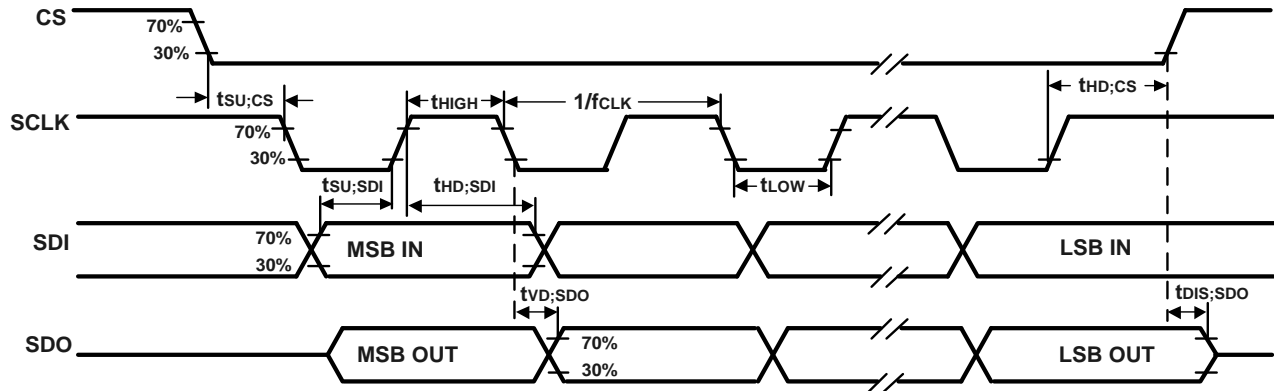 CS
70%
30%
tSU;CS
tHIGH
1/fCLK
tHD;CS
SCLK
70%
30%
tSU;SDI
tHD;SDI
tLOW
SDI
70%
30%
MSB IN
LSB IN
tVD;SDO
tDIS;SDO
SDO
MSB OUT
70%
30%
LSB OUT